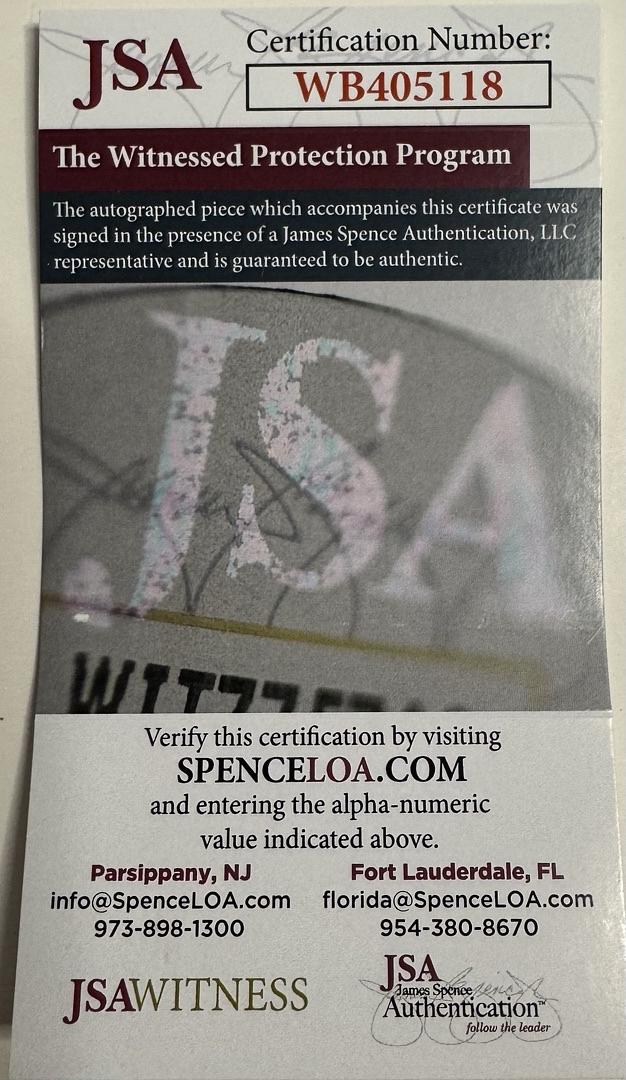 JSA
Certification Number:
WB405118
The Witnessed Protection Program
The autographed piece which accompanies this certificate was
signed in the presence of a James Spence Authentication, LLC
representative and is guaranteed to be authentic.
JSA
Verify this certification by visiting
SPENCELOA.COM
and entering the alpha-numeric
value indicated above.
Parsippany, NJ
info@SpenceLOA.com
973-898-1300
Fort Lauderdale, FL
florida@SpenceLOA.com
954-380-8670
JSAWITNESS
JSA
James Spence
Authentication™
follow the leader